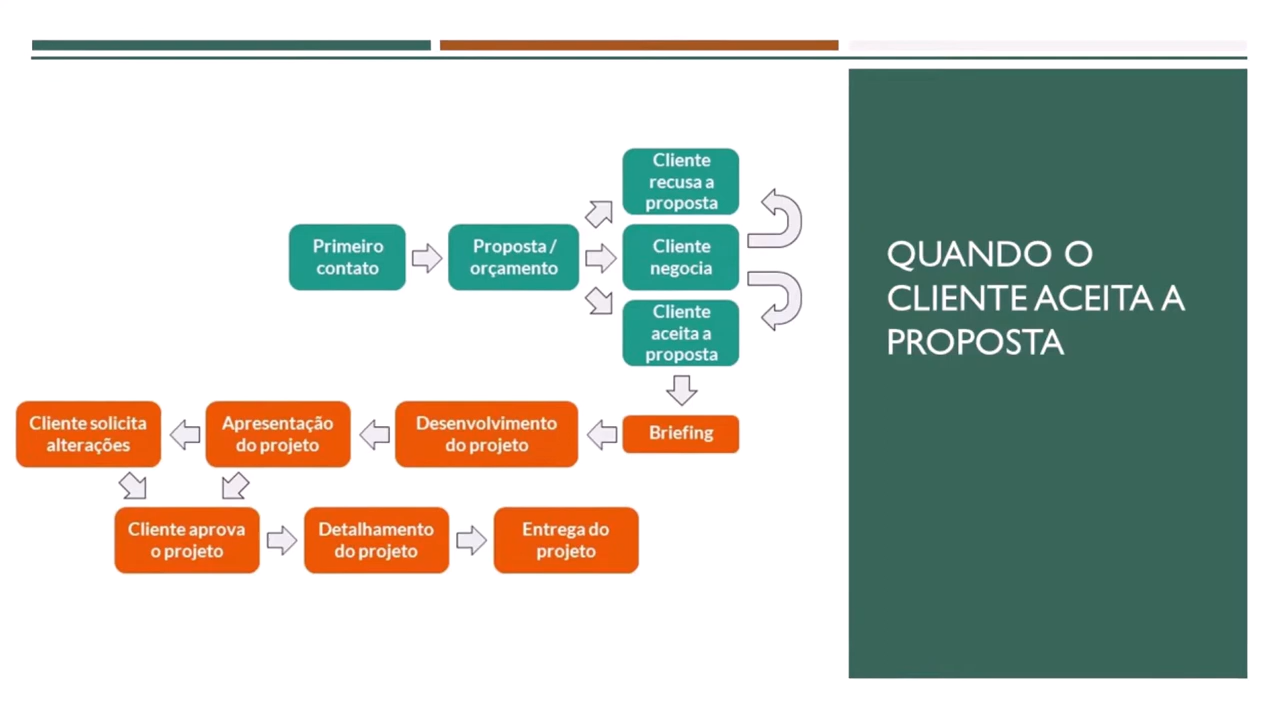 Cliente
recusa a
proposta
Primeiro
contato
Proposta /
orçamento
Cliente
negocia
Cliente
aceita a
proposta
QUANDO O
CLIENTE ACEITA A
PROPOSTA
Briefing
Desenvolvimento
do projeto
Apresentação
do projeto
Cliente solicita
alterações
Cliente aprova
o projeto
Detalhamento
do projeto
Entrega do
projeto